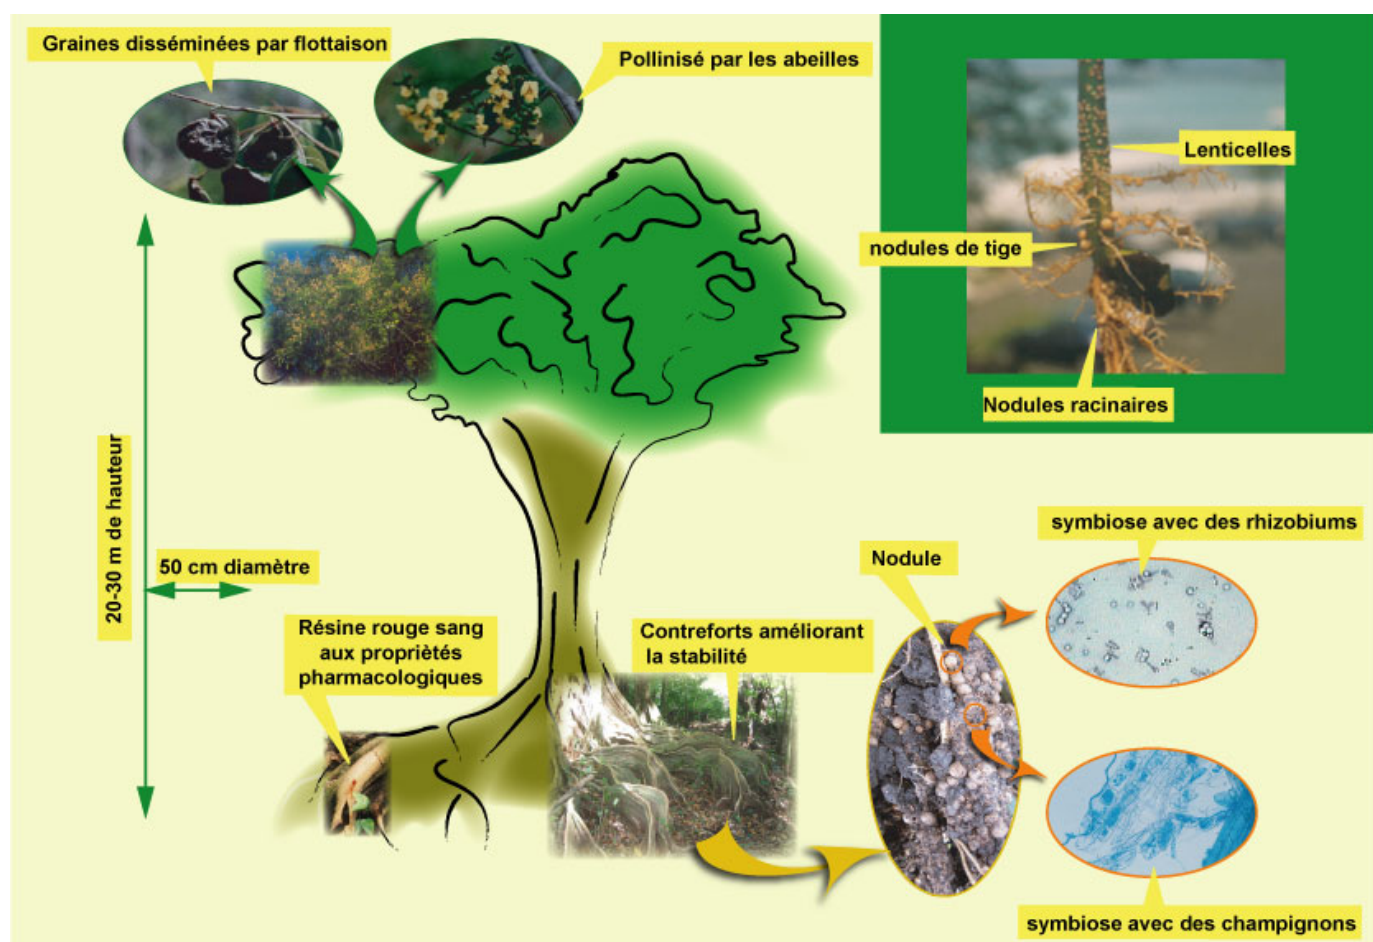 Graines disséminées par flottaison
Pollinisé par les abeilles
Lenticelles
nodules de tige
Nodules racinaires
20-30 m de hauteur
50 cm diamètre
symbiose avec des rhizobiums
Nodule
Résine rouge sang
aux propriètés
pharmacologiques
Contreforts améliorant
la stabilité
symbiose avec des champignons